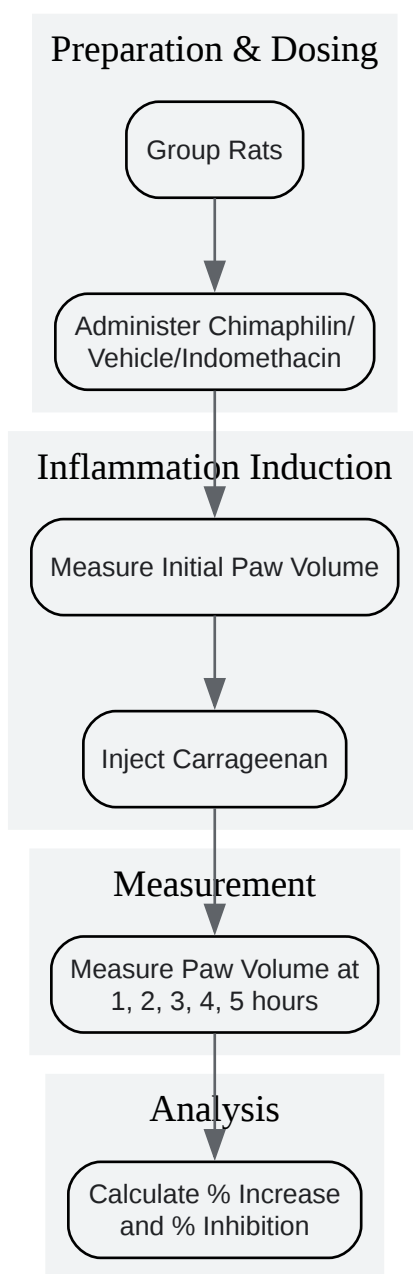 Preparation & Dosing
Group Rats
Administer Chimaphilin/
Vehicle/Indomethacin
Inflammation Induction
Measure Initial Paw Volume
Inject Carrageenan
Measurement
Measure Paw Volume at
1, 2, 3, 4, 5 hours
Analysis
Calculate % Increase
and % Inhibition